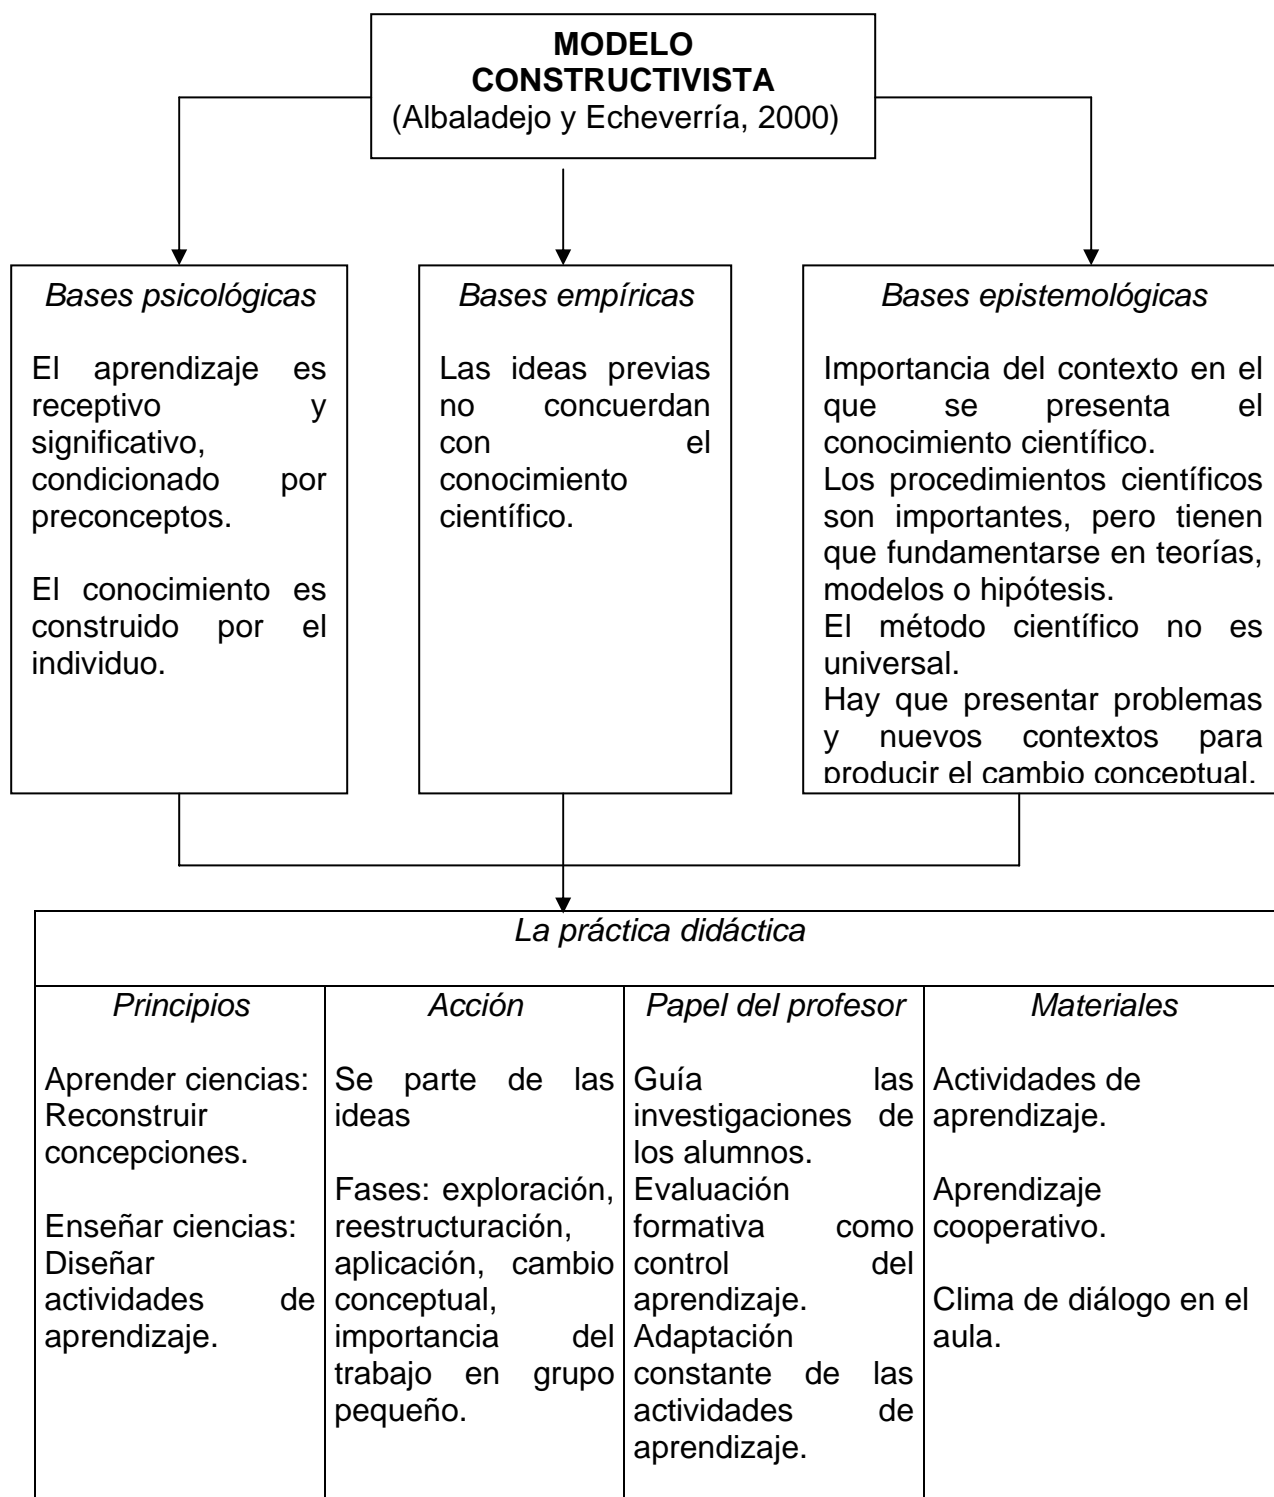 MODELO
CONSTRUCTIVISTA
(Albaladejo y Echeverría, 2000)
Bases psicológicas
El aprendizaje es
receptivo y
significativo,
condicionado por
preconceptos.
El conocimiento es
construido por el
individuo.
Bases empíricas
Las ideas previas
no concuerdan
con el
conocimiento
científico.
Bases epistemológicas
Importancia del contexto en el
que se presenta el
conocimiento científico.
Los procedimientos científicos
son importantes, pero tienen
que fundamentarse en teorías,
modelos o hipótesis.
El método científico no es
universal.
Hay que presentar problemas
y nuevos contextos para
producir el cambio conceptual.
La práctica didáctica
Principios
Aprender ciencias:
Reconstruir
concepciones.
Enseñar ciencias:
Diseñar
actividades de
aprendizaje.
Acción
Se parte de las
ideas
Fases: exploración,
reestructuración,
aplicación, cambio
conceptual,
importancia del
trabajo en grupo
pequeño.
Papel del profesor
Guía las
investigaciones de
los alumnos.
Evaluación
formativa como
control del
aprendizaje.
Adaptación
constante de las
actividades de
aprendizaje.
Materiales
Actividades de
aprendizaje.
Aprendizaje
cooperativo.
Clima de diálogo en el
aula.